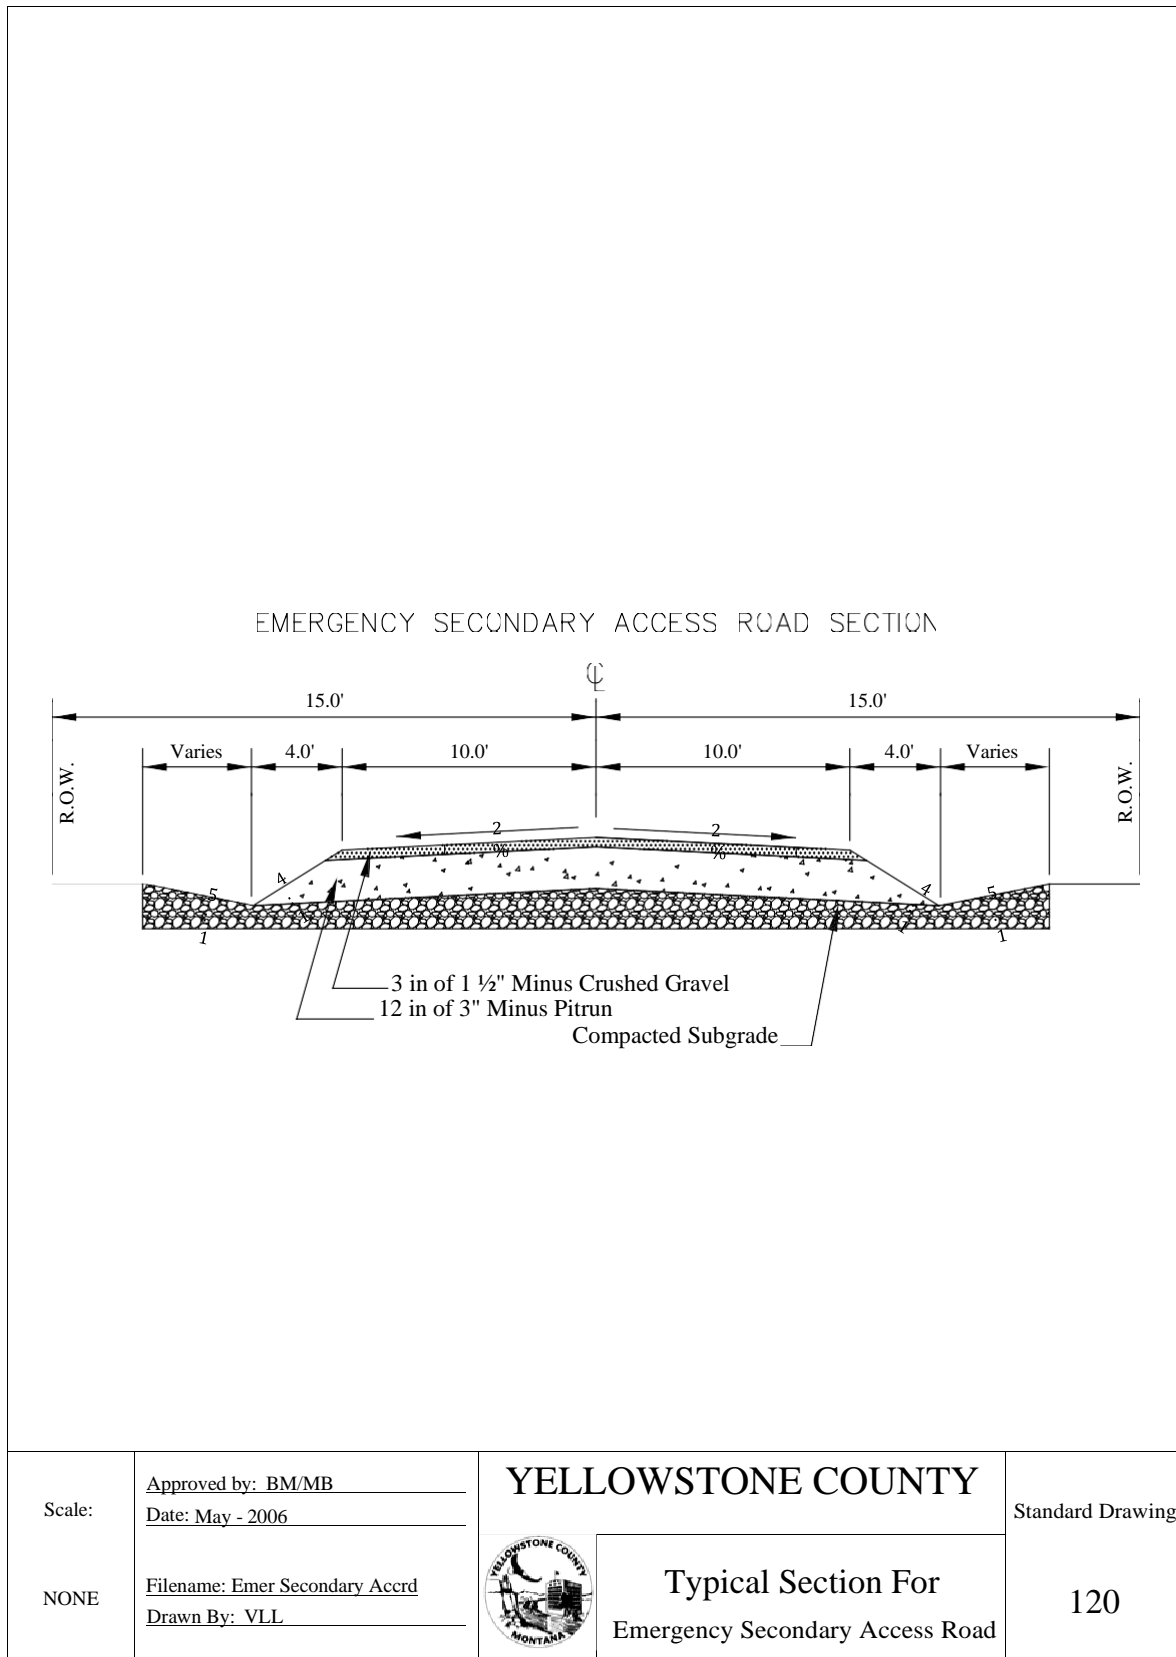 EMERGENCY SECONDARY ACCESS ROAD SECTION
℄
15.0' 15.0'
Varies 4.0' 10.0' 10.0' 4.0' Varies
R.O.W. R.O.W.
2 % 2 %
5 : 1 4 : 1 4 : 1 5 : 1
3 in of 1 ½" Minus Crushed Gravel
12 in of 3" Minus Pitrun
Compacted Subgrade
Scale:
NONE
Approved by: BM/MB
Date: May - 2006
Filename: Emer Secondary Accrd
Drawn By: VLL
YELLOWSTONE COUNTY
YELLOWSTONE COUNTY
MONTANA
Typical Section For
Emergency Secondary Access Road
Standard Drawing
120